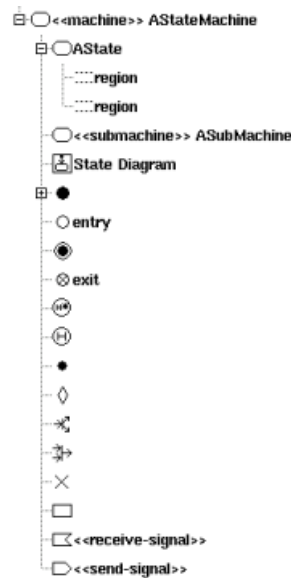 <<machine>> AStateMachine
AState
region
region
<<submachine>> ASubMachine
State Diagram
entry
exit
H*
H
<<receive-signal>>
<<send-signal>>